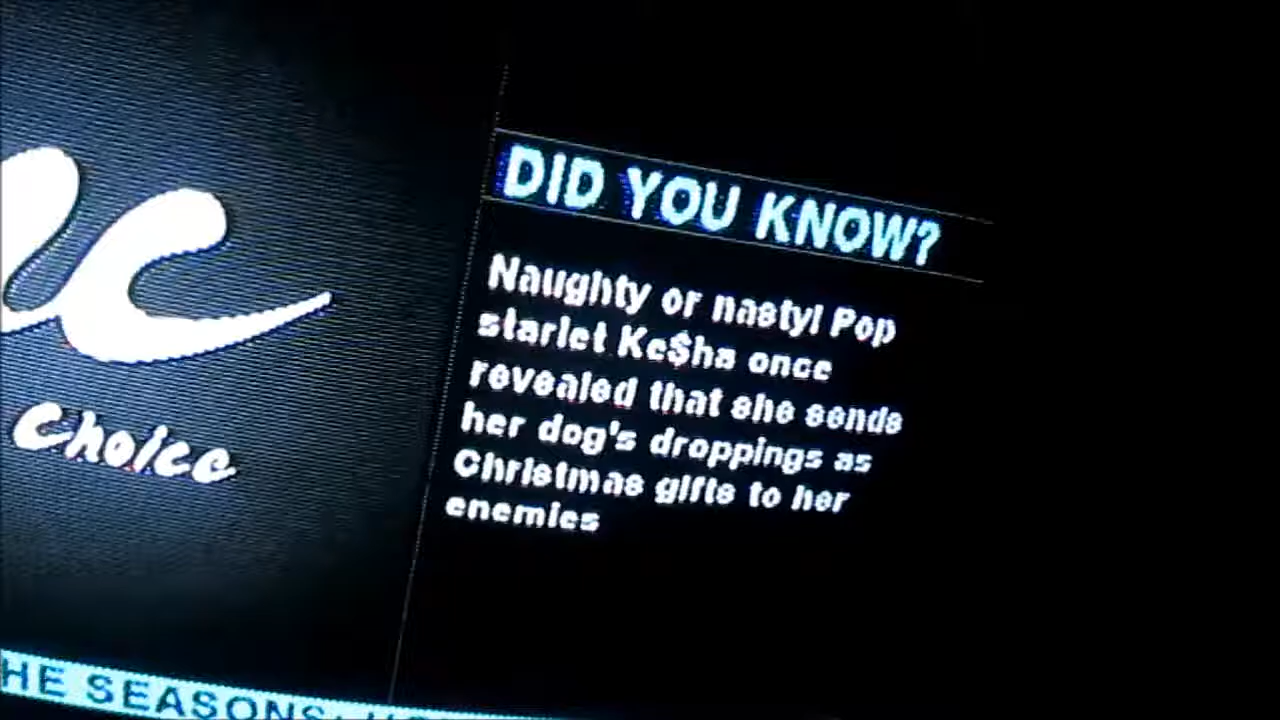 DID YOU KNOW?
Naughty or nasty! Pop
starlet Ke$ha once
revealed that she sends
her dog's droppings as
Christmas gifts to her
enemies
Choice
HE SEASONS: